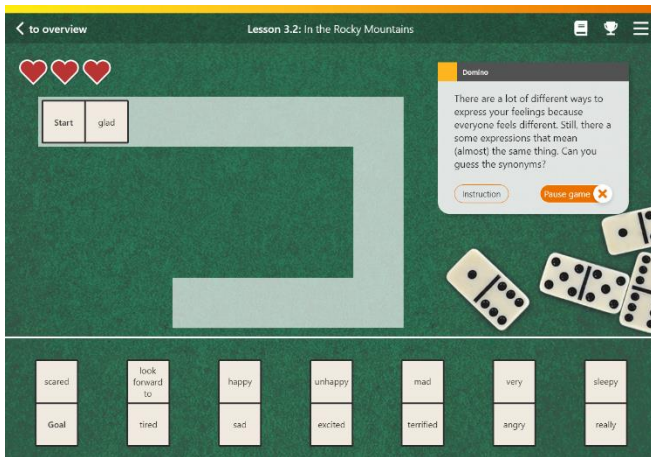 to overview
Lesson 3.2: In the Rocky Mountains
Domino
There are a lot of different ways to
express your feelings because
everyone feels different. Still, there a
some expressions that mean
(almost) the same thing. Can you
guess the synonyms?
Instruction
Pause game
Start
glad
scared
Goal
look
forward
to
tired
happy
sad
unhappy
excited
mad
terrified
very
angry
sleepy
really